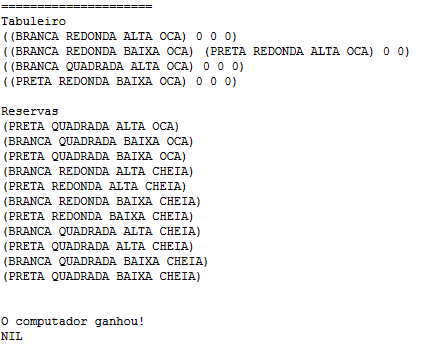 =====================
Tabuleiro
((BRANCA REDONDA ALTA OCA) 0 0 0)
((BRANCA REDONDA BAIXA OCA) (PRETA REDONDA ALTA OCA) 0 0)
((BRANCA QUADRADA ALTA OCA) 0 0 0)
((PRETA REDONDA BAIXA OCA) 0 0 0)
Reservas
(PRETA QUADRADA ALTA OCA)
(BRANCA QUADRADA BAIXA OCA)
(PRETA QUADRADA BAIXA OCA)
(BRANCA REDONDA ALTA CHEIA)
(PRETA REDONDA ALTA CHEIA)
(BRANCA REDONDA BAIXA CHEIA)
(PRETA REDONDA BAIXA CHEIA)
(BRANCA QUADRADA ALTA CHEIA)
(PRETA QUADRADA ALTA CHEIA)
(BRANCA QUADRADA BAIXA CHEIA)
(PRETA QUADRADA BAIXA CHEIA)
O computador ganhou!
NIL